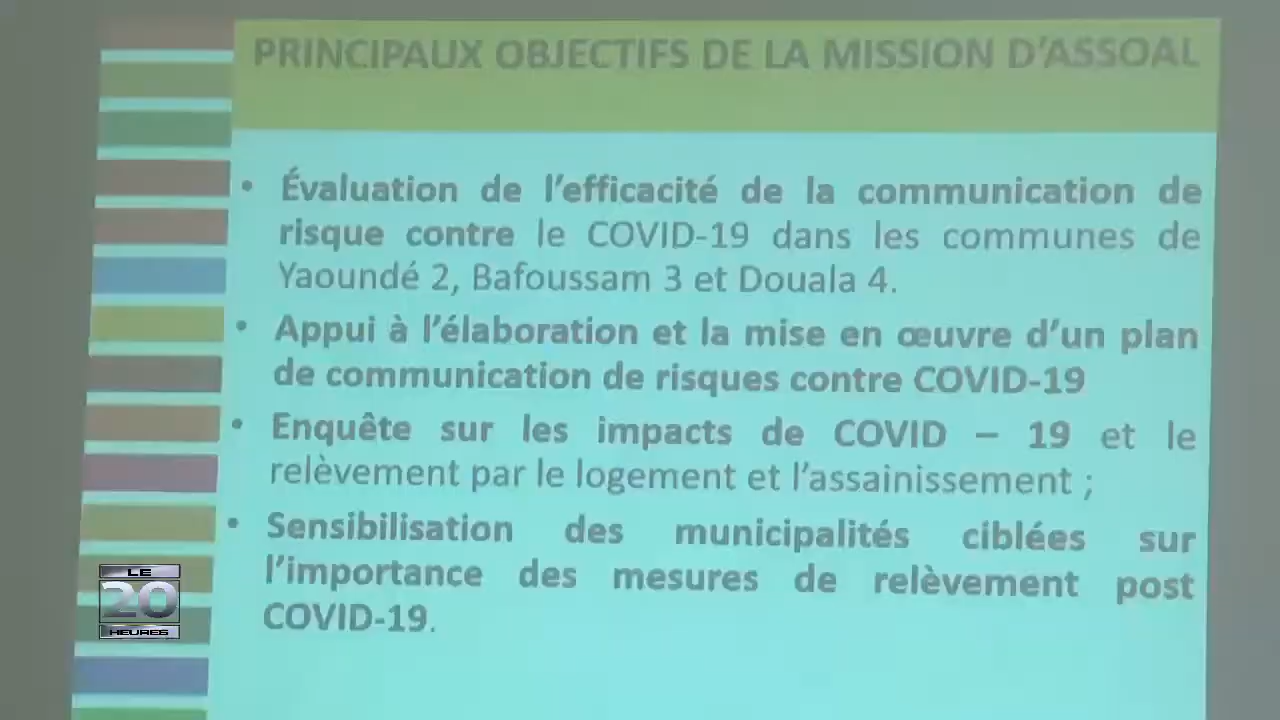 PRINCIPAUX OBJECTIFS DE LA MISSION D'ASSOAL
• Évaluation de l'efficacité de la communication de
risque contre le COVID-19 dans les communes de
Yaoundé 2, Bafoussam 3 et Douala 4.
• Appui à l'élaboration et la mise en œuvre d'un plan
de communication de risques contre COVID-19
• Enquête sur les impacts de COVID – 19 et le
relèvement par le logement et l'assainissement ;
• Sensibilisation des municipalités ciblées sur
l'importance des mesures de relèvement post
COVID-19.
LE
20
HEURES